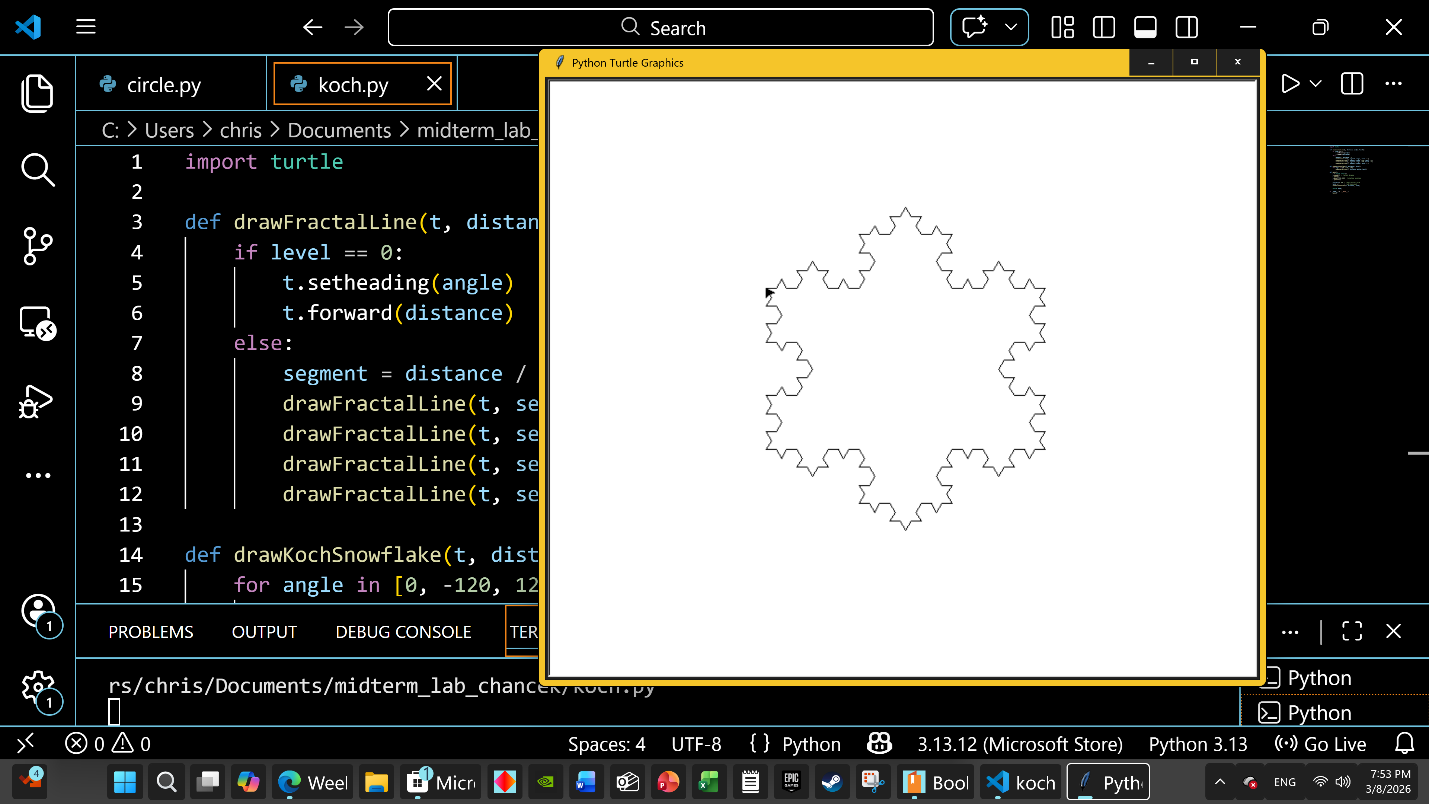 Search
Python Turtle Graphics
circle.py
koch.py
C: > Users > chris > Documents > midterm_lab_
1 import turtle
2
3 def drawFractalLine(t, distan
4 if level == 0:
5 t.setheading(angle)
6 t.forward(distance)
7 else:
8 segment = distance /
9 drawFractalLine(t, se
10 drawFractalLine(t, se
11 drawFractalLine(t, se
12 drawFractalLine(t, se
13
14 def drawKochSnowflake(t, dist
15 for angle in [0, -120, 12
PROBLEMS OUTPUT DEBUG CONSOLE TER
rs/chris/Documents/midterm_lab_chancek/koch.py
Python
Python
1
1
0 0 Spaces: 4 UTF-8 { } Python 3.13.12 (Microsoft Store) Python 3.13 Go Live
4 Weel 1 Micr Bool koch Pyth ENG 7:53 PM
3/8/2026